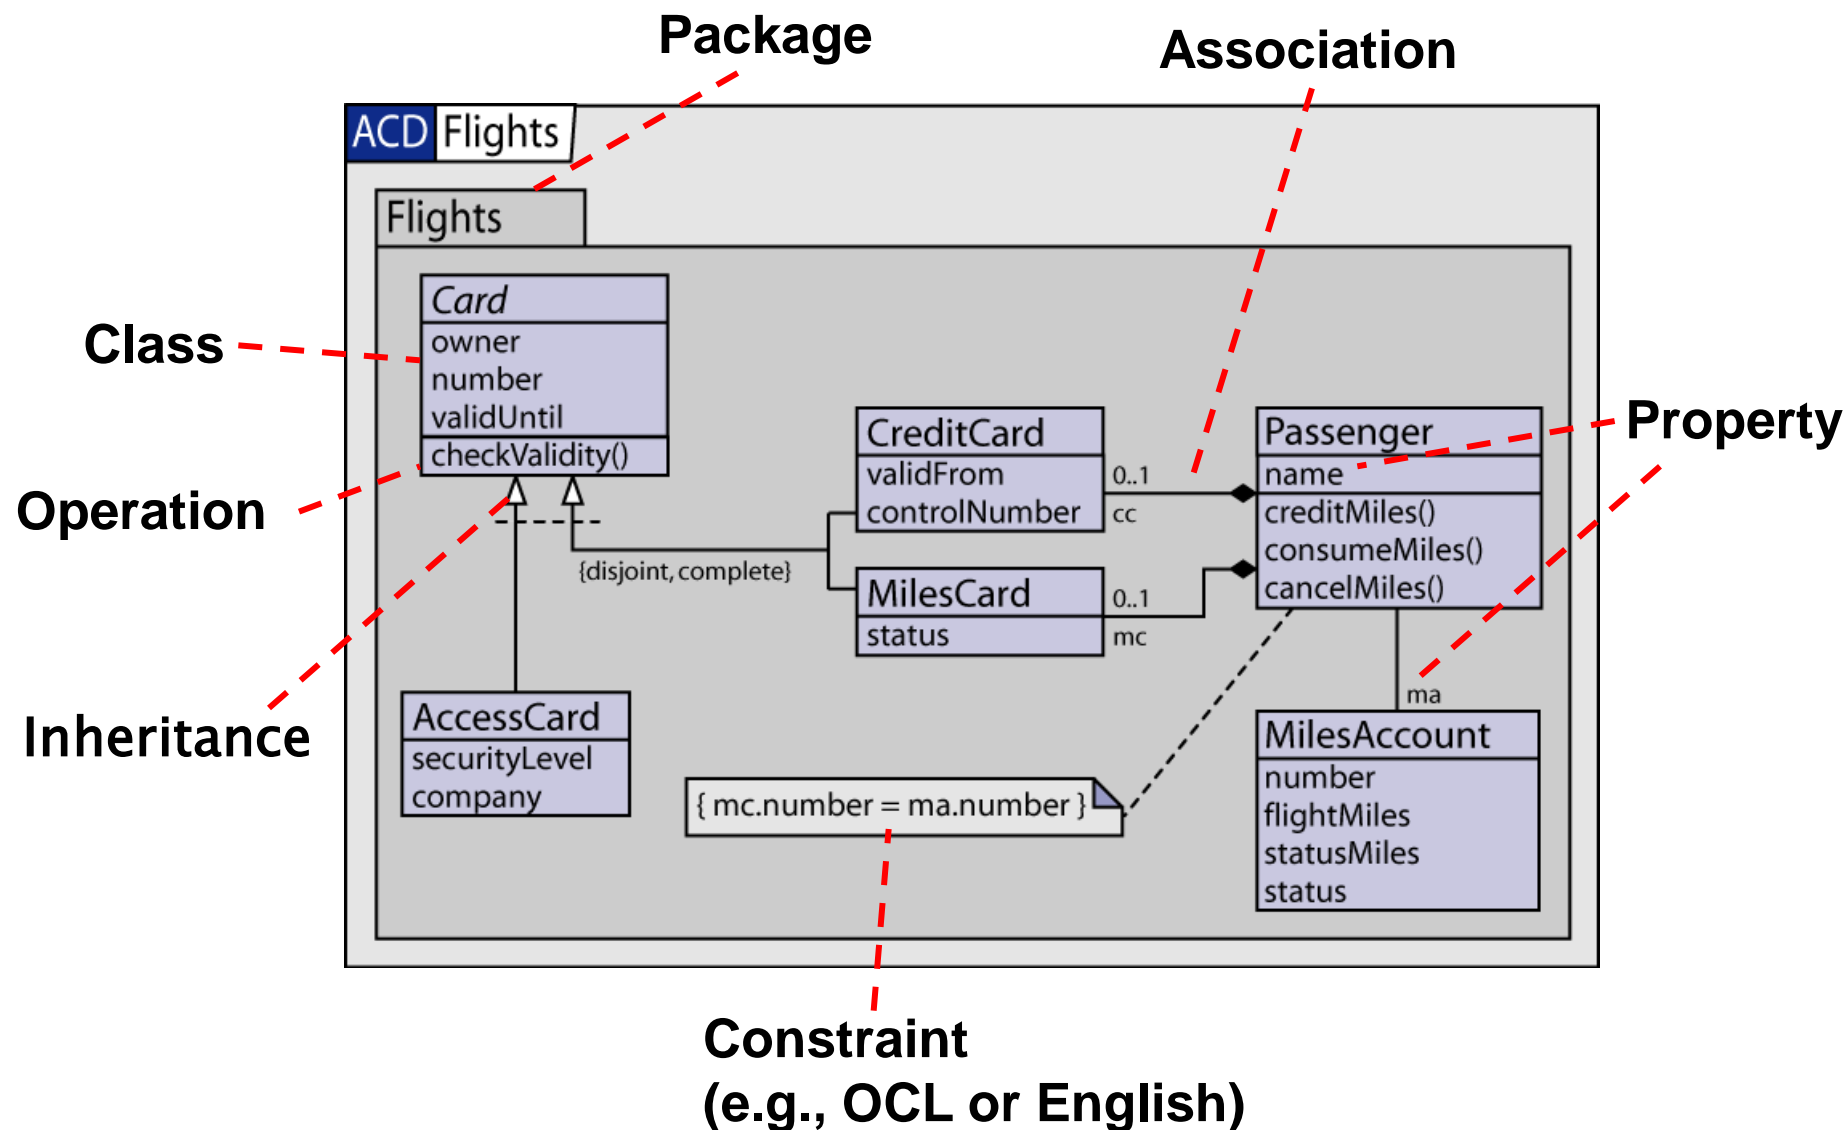 Package
Association
ACD Flights
Flights
Card
owner
number
validUntil
checkValidity()
Class
Operation
Inheritance
CreditCard
validFrom
controlNumber
0..1
cc
Passenger
name
creditMiles()
consumeMiles()
cancelMiles()
Property
{disjoint, complete}
MilesCard
status
0..1
mc
ma
AccessCard
securityLevel
company
{ mc.number = ma.number }
MilesAccount
number
flightMiles
statusMiles
status
Constraint
(e.g., OCL or English)